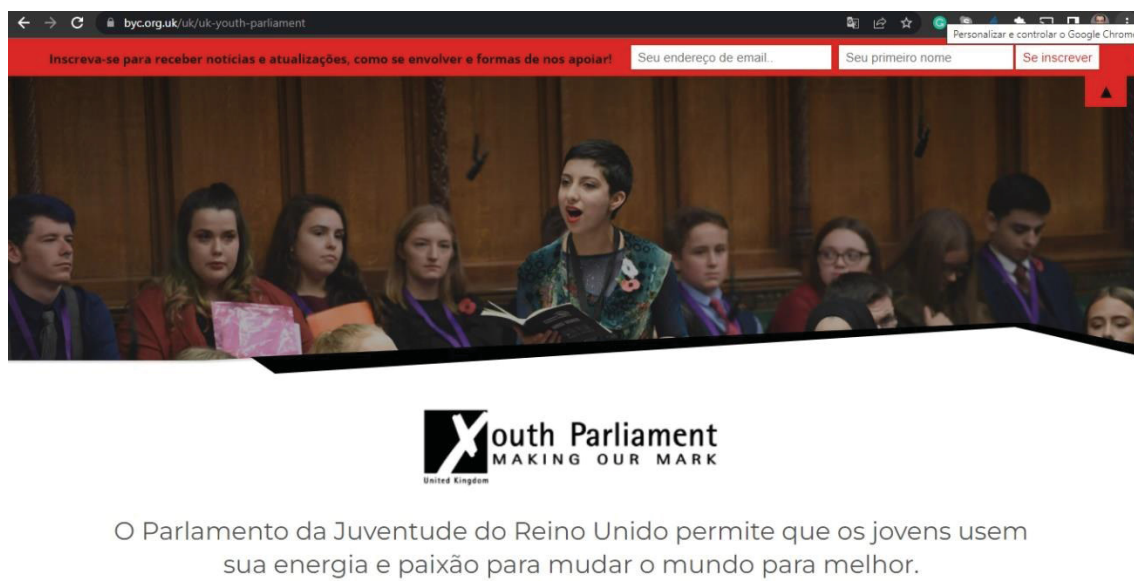 byc.org.uk/uk/uk-youth-parliament
Personalizar e controlar o Google Chrome
Inscreva-se para receber notícias e atualizações, como se envolver e formas de nos apoiar!
Seu endereço de email..
Seu primeiro nome
Se inscrever
Youth Parliament
MAKING OUR MARK
United Kingdom
O Parlamento da Juventude do Reino Unido permite que os jovens usem
sua energia e paixão para mudar o mundo para melhor.